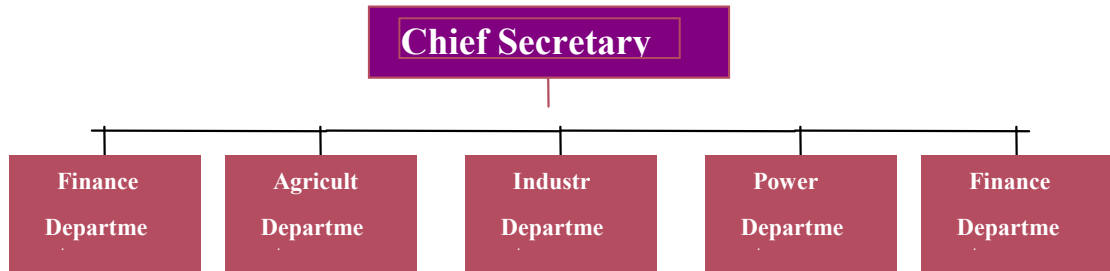 Chief Secretary
Finance
Departme
Agricult
Departme
Industr
Departme
Power
Departme
Finance
Departme